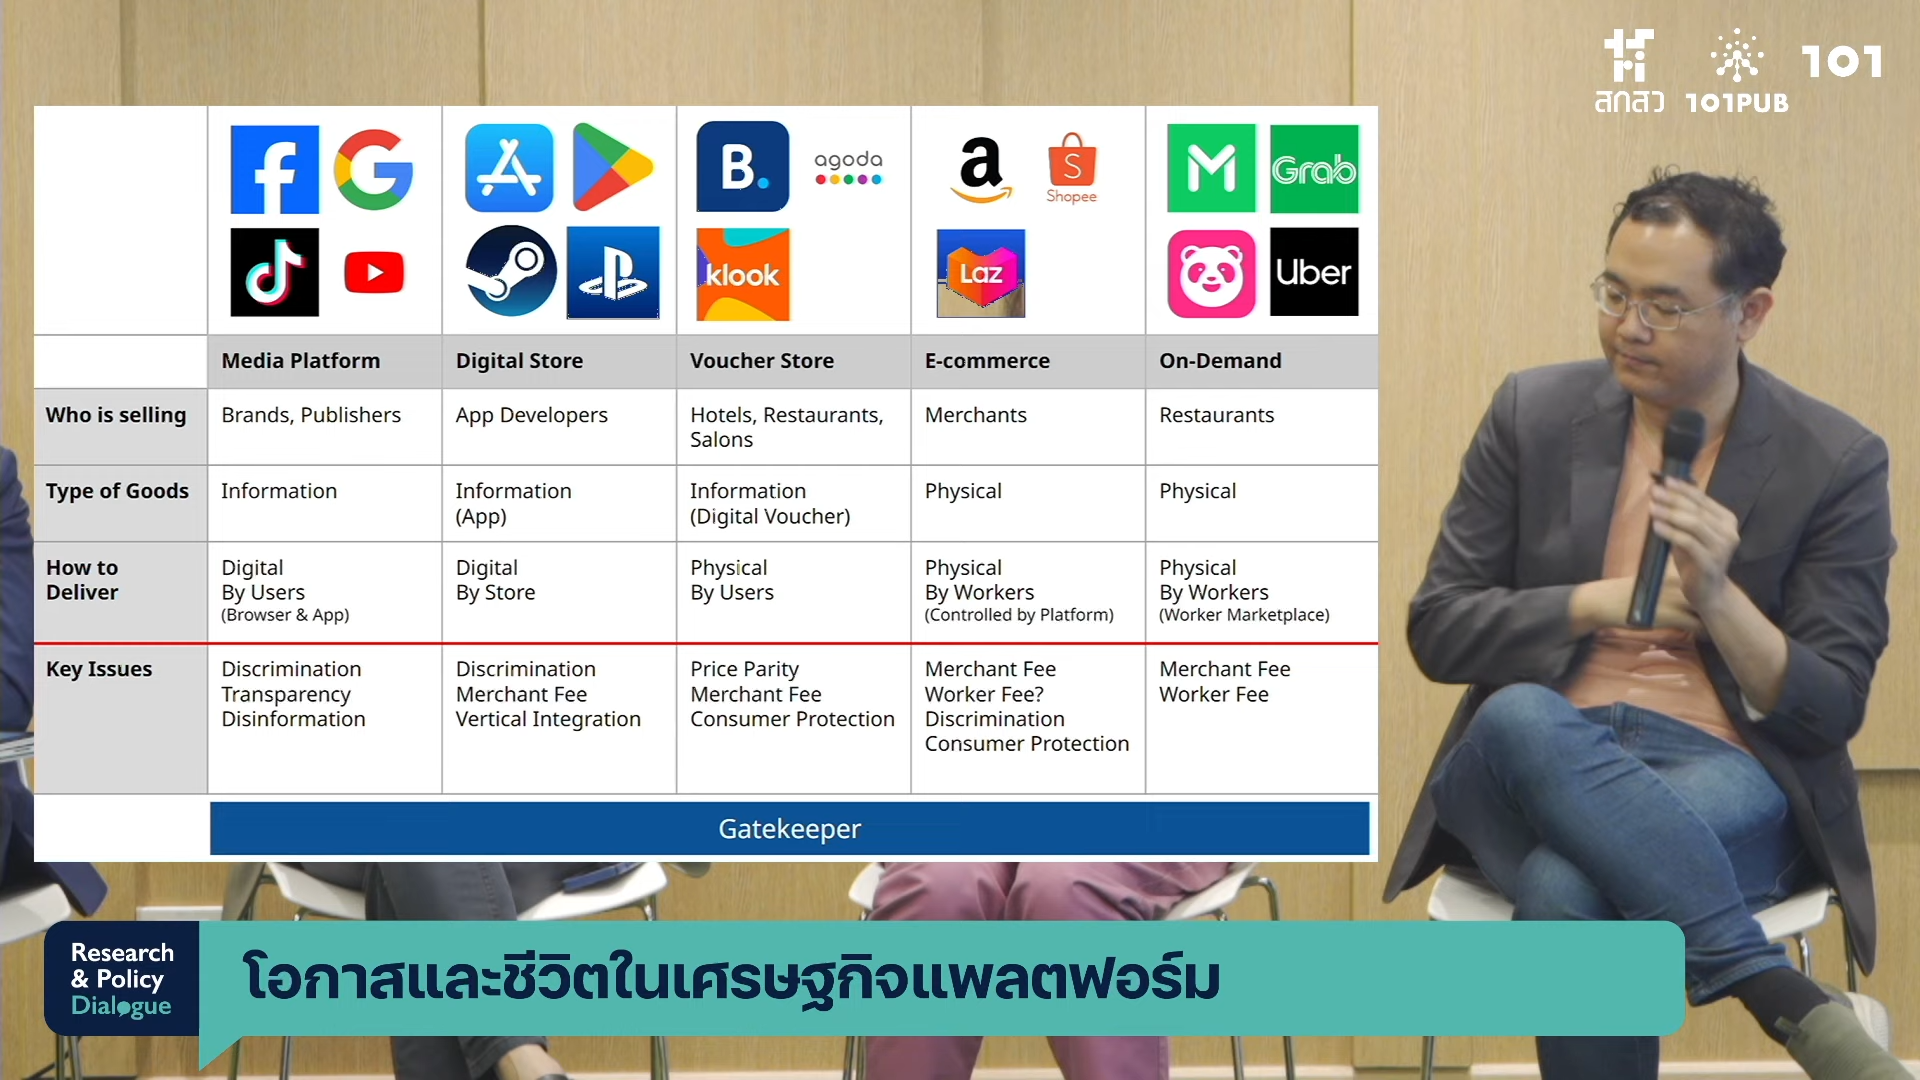 สกสว
101PUB
101
B.
agoda
klook
a
S
Shopee
Laz
Grab
Uber
Media Platform
Digital Store
Voucher Store
E-commerce
On-Demand
Who is selling
Brands, Publishers
App Developers
Hotels, Restaurants,
Salons
Merchants
Restaurants
Type of Goods
Information
Information
(App)
Information
(Digital Voucher)
Physical
Physical
How to
Deliver
Digital
By Users
(Browser & App)
Digital
By Store
Physical
By Users
Physical
By Workers
(Controlled by Platform)
Physical
By Workers
(Worker Marketplace)
Key Issues
Discrimination
Transparency
Disinformation
Discrimination
Merchant Fee
Vertical Integration
Price Parity
Merchant Fee
Consumer Protection
Merchant Fee
Worker Fee?
Discrimination
Consumer Protection
Merchant Fee
Worker Fee
Gatekeeper
Research
& Policy
Dialogue
โอกาสและชีวิตในเศรษฐกิจแพลตฟอร์ม